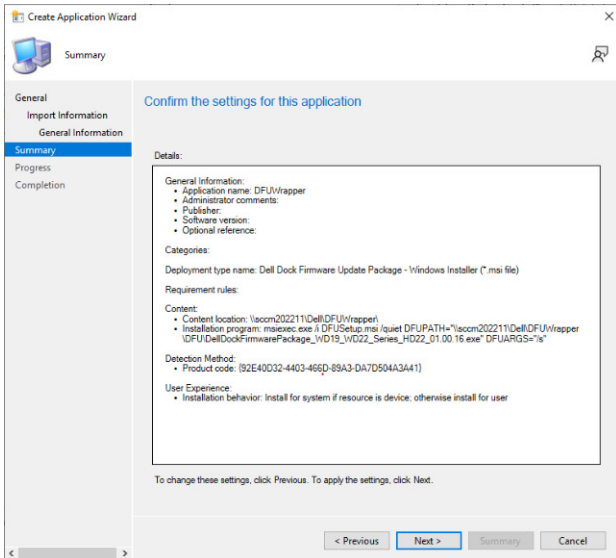 Create Application Wizard
Summary
General
Import Information
General Information
Summary
Progress
Completion
Confirm the settings for this application
Details:
General Information:
• Application name: DFUWrapper
• Administrator comments:
• Publisher:
• Software version:
• Optional reference:
Categories:
Deployment type name: Dell Dock Firmware Update Package - Windows Installer (*.msi file)
Requirement rules:
Content:
• Content location: \\sccm202211\Dell\DFUWrapper\
• Installation program: msiexec.exe /i DFUSetup.msi /quiet DFUPATH="\\sccm202211\Dell\DFUWrapper
\DFU\DellDockFirmwarePackage_WD19_WD22_Series_HD22_01.00.16.exe" DFUARGS="/s"
Detection Method:
• Product code: {92E40D32-4403-466D-89A3-DA7D504A3A41}
User Experience:
• Installation behavior: Install for system if resource is device; otherwise install for user
To change these settings, click Previous. To apply the settings, click Next.
< Previous
Next >
Summary
Cancel